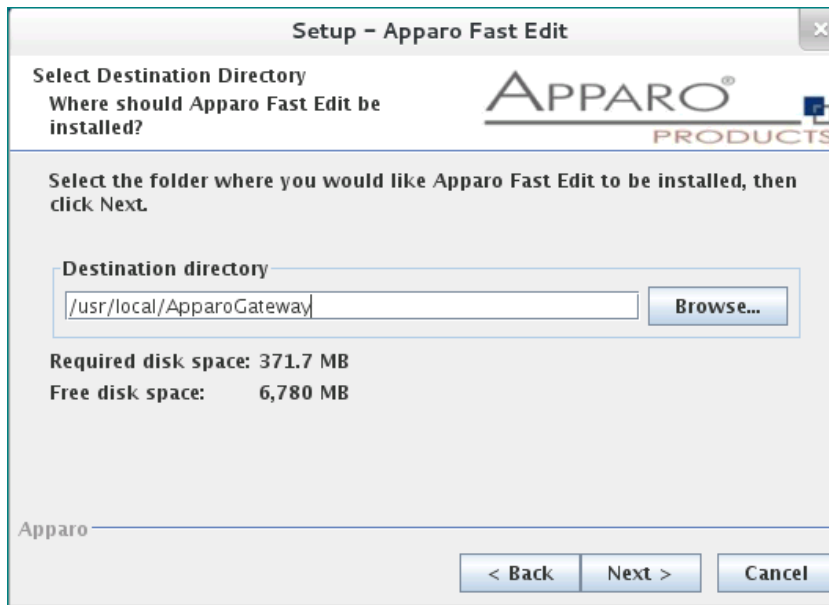 Setup - Apparo Fast Edit
Select Destination Directory
Where should Apparo Fast Edit be
installed?
APPARO®
PRODUCTS
Select the folder where you would like Apparo Fast Edit to be installed, then
click Next.
Destination directory
/usr/local/ApparoGateway
Browse...
Required disk space: 371.7 MB
Free disk space: 6,780 MB
Apparo
< Back Next > Cancel